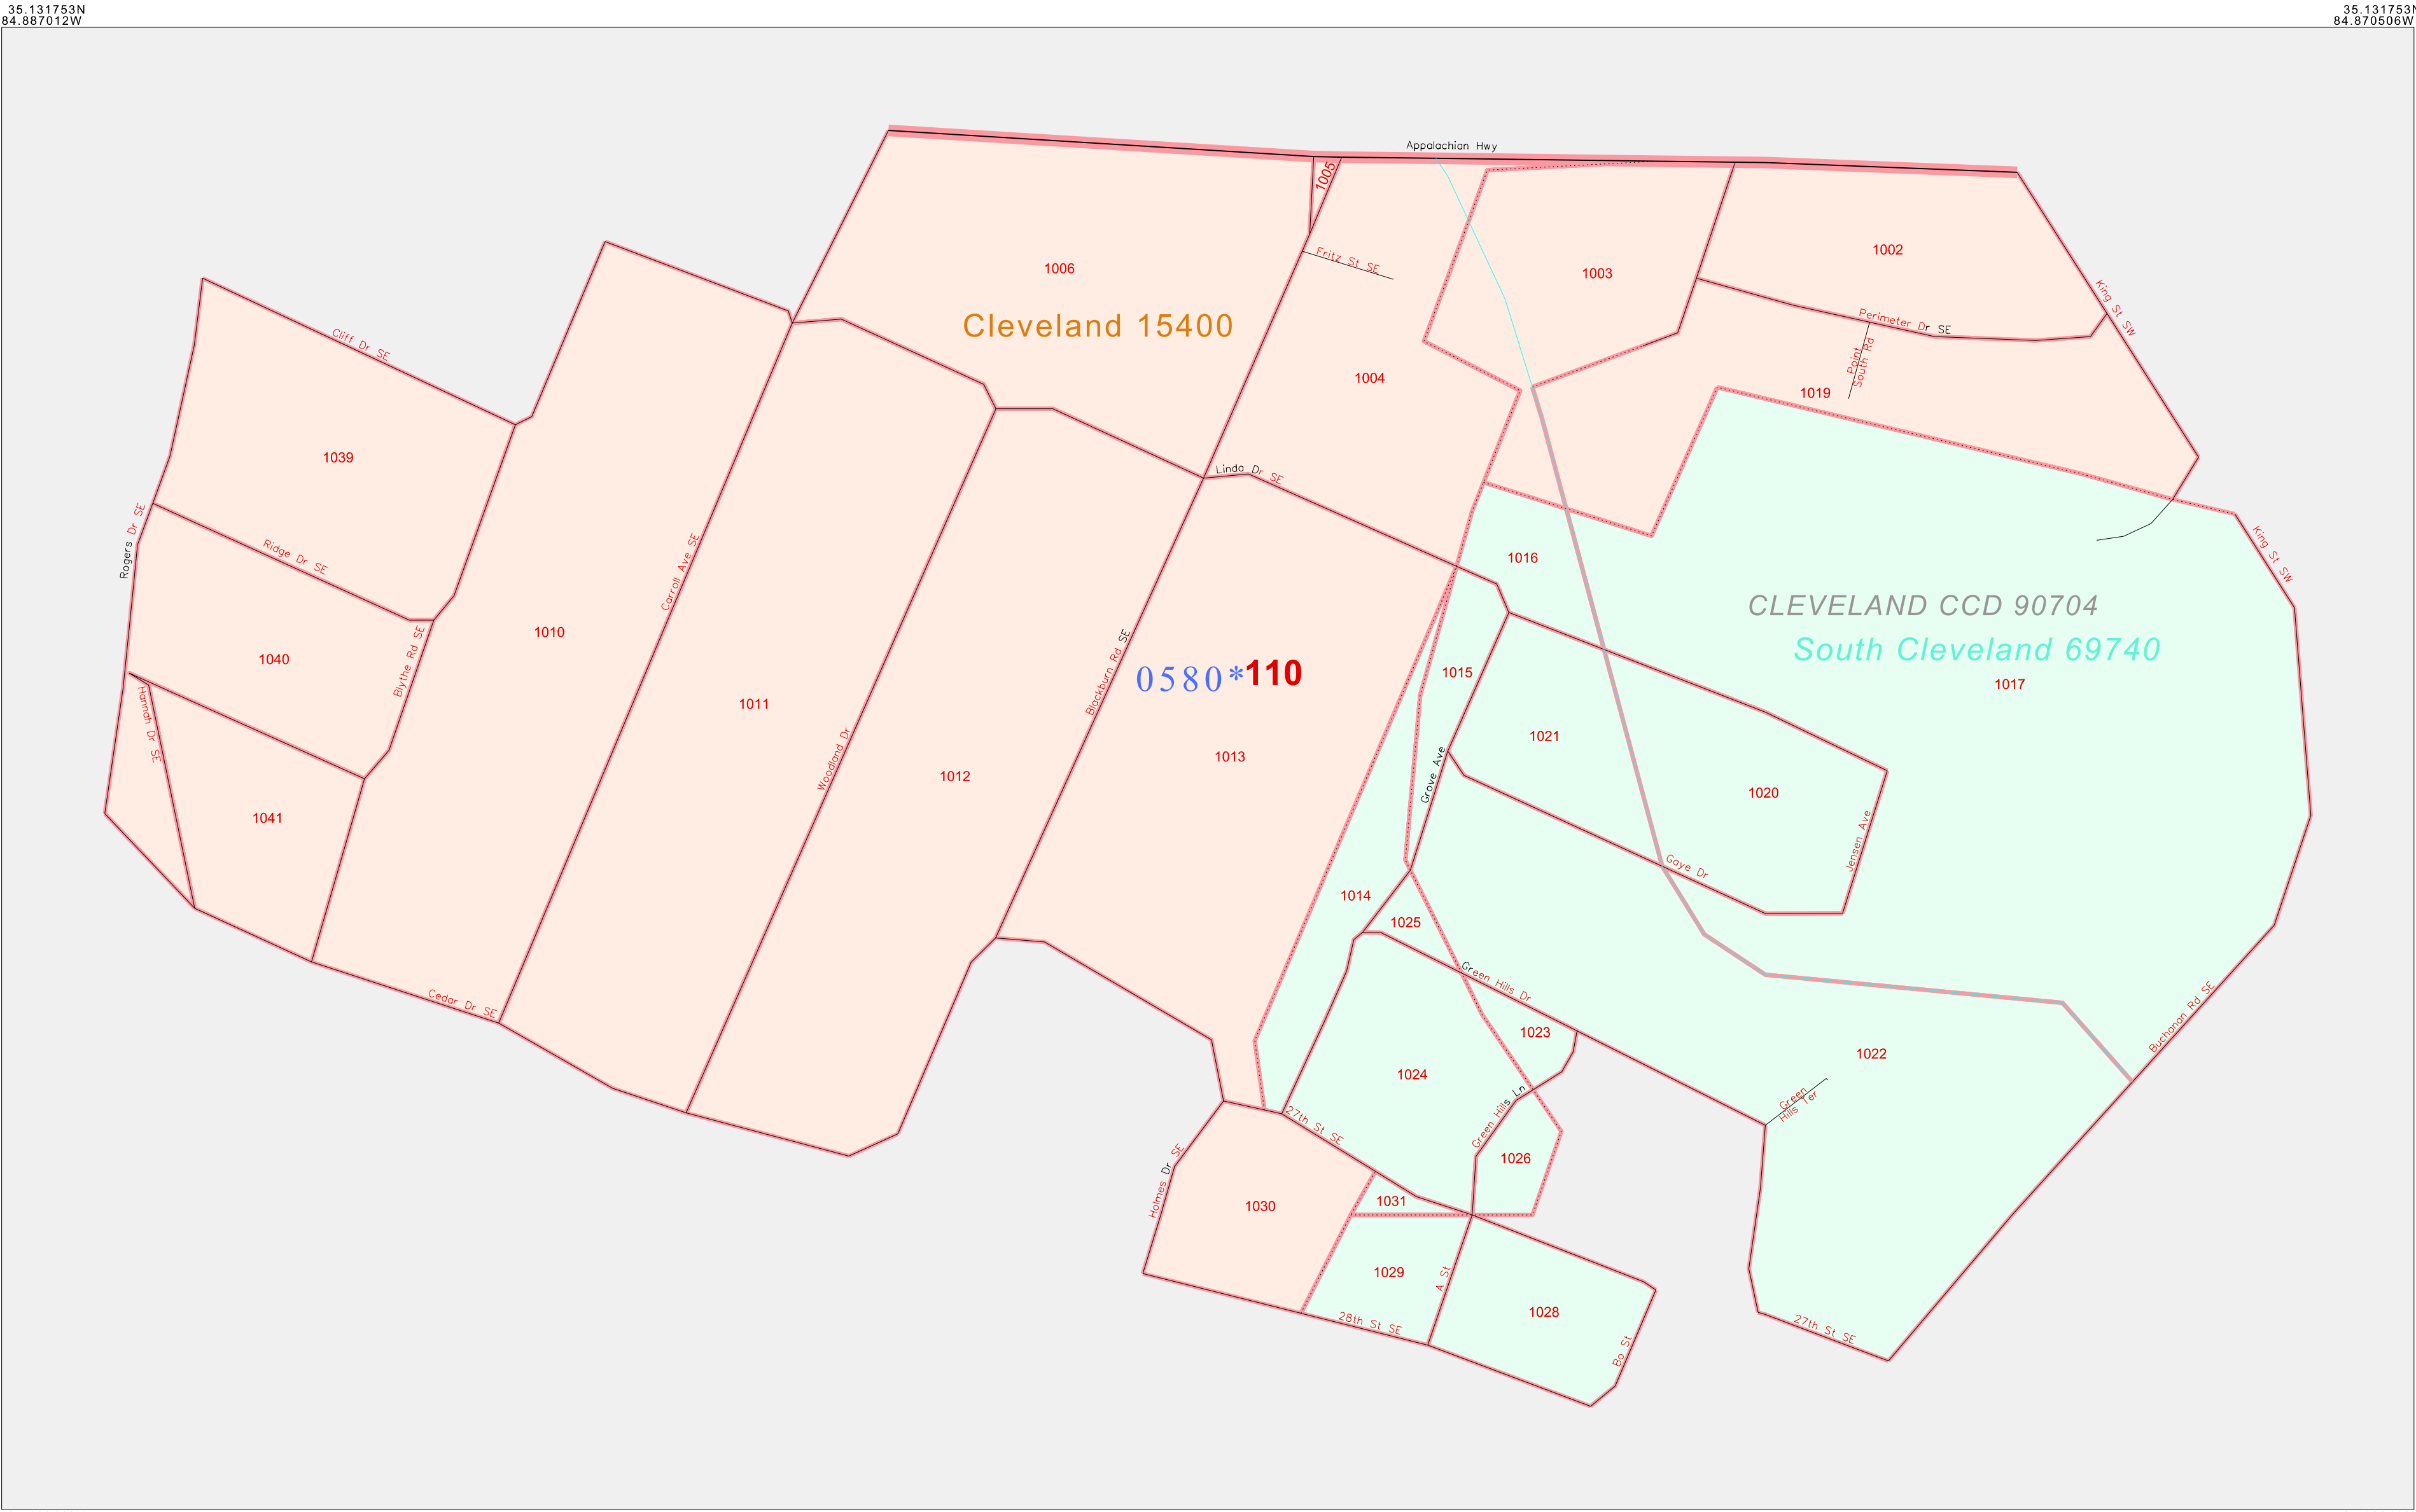 35.131753N
84.887012W
35.131753N
84.870506W
Appalachian Hwy
1005
Fritz St SE
1002
1003
1006
Cleveland 15400
King St SW
Perimeter Dr SE
Point
South Rd
Cliff Dr SE
1004
1019
1039
Linda Dr SE
Rogers Dr SE
Ridge Dr SE
Carroll Ave SE
1016
King St SW
CLEVELAND CCD 90704
South Cleveland 69740
1010
1040
Blythe Rd SE
Blackburn Rd SE
0580*110
1015
1017
Hannah Dr SE
1011
Woodland Dr
1012
1013
1021
Grove Ave
1020
1041
Jensen Ave
Gaye Dr
1014
1025
Green Hills Dr
Cedar Dr SE
1023
Buchanan Rd SE
1022
1024
Green
Hills Ter
Green Hills Ln
27th St SE
1026
Holmes Dr SE
1030
1031
1029
A St
1028
28th St SE
27th St SE
Bo St